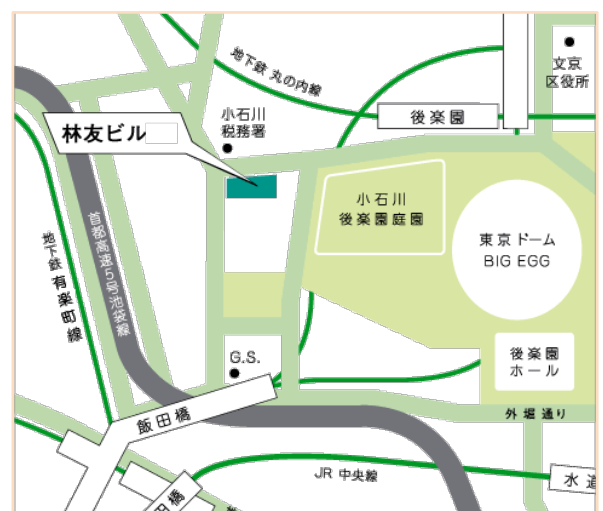 地下鉄 丸の内線
文京
区役所
小石川
税務署
後楽園
林友ビル
小石川
後楽園庭園
東京ドーム
BIG EGG
首都高速5号池袋線
地下鉄 有楽町線
G.S.
後楽園
ホール
飯田橋
外堀通り
JR 中央線
田橋
水道